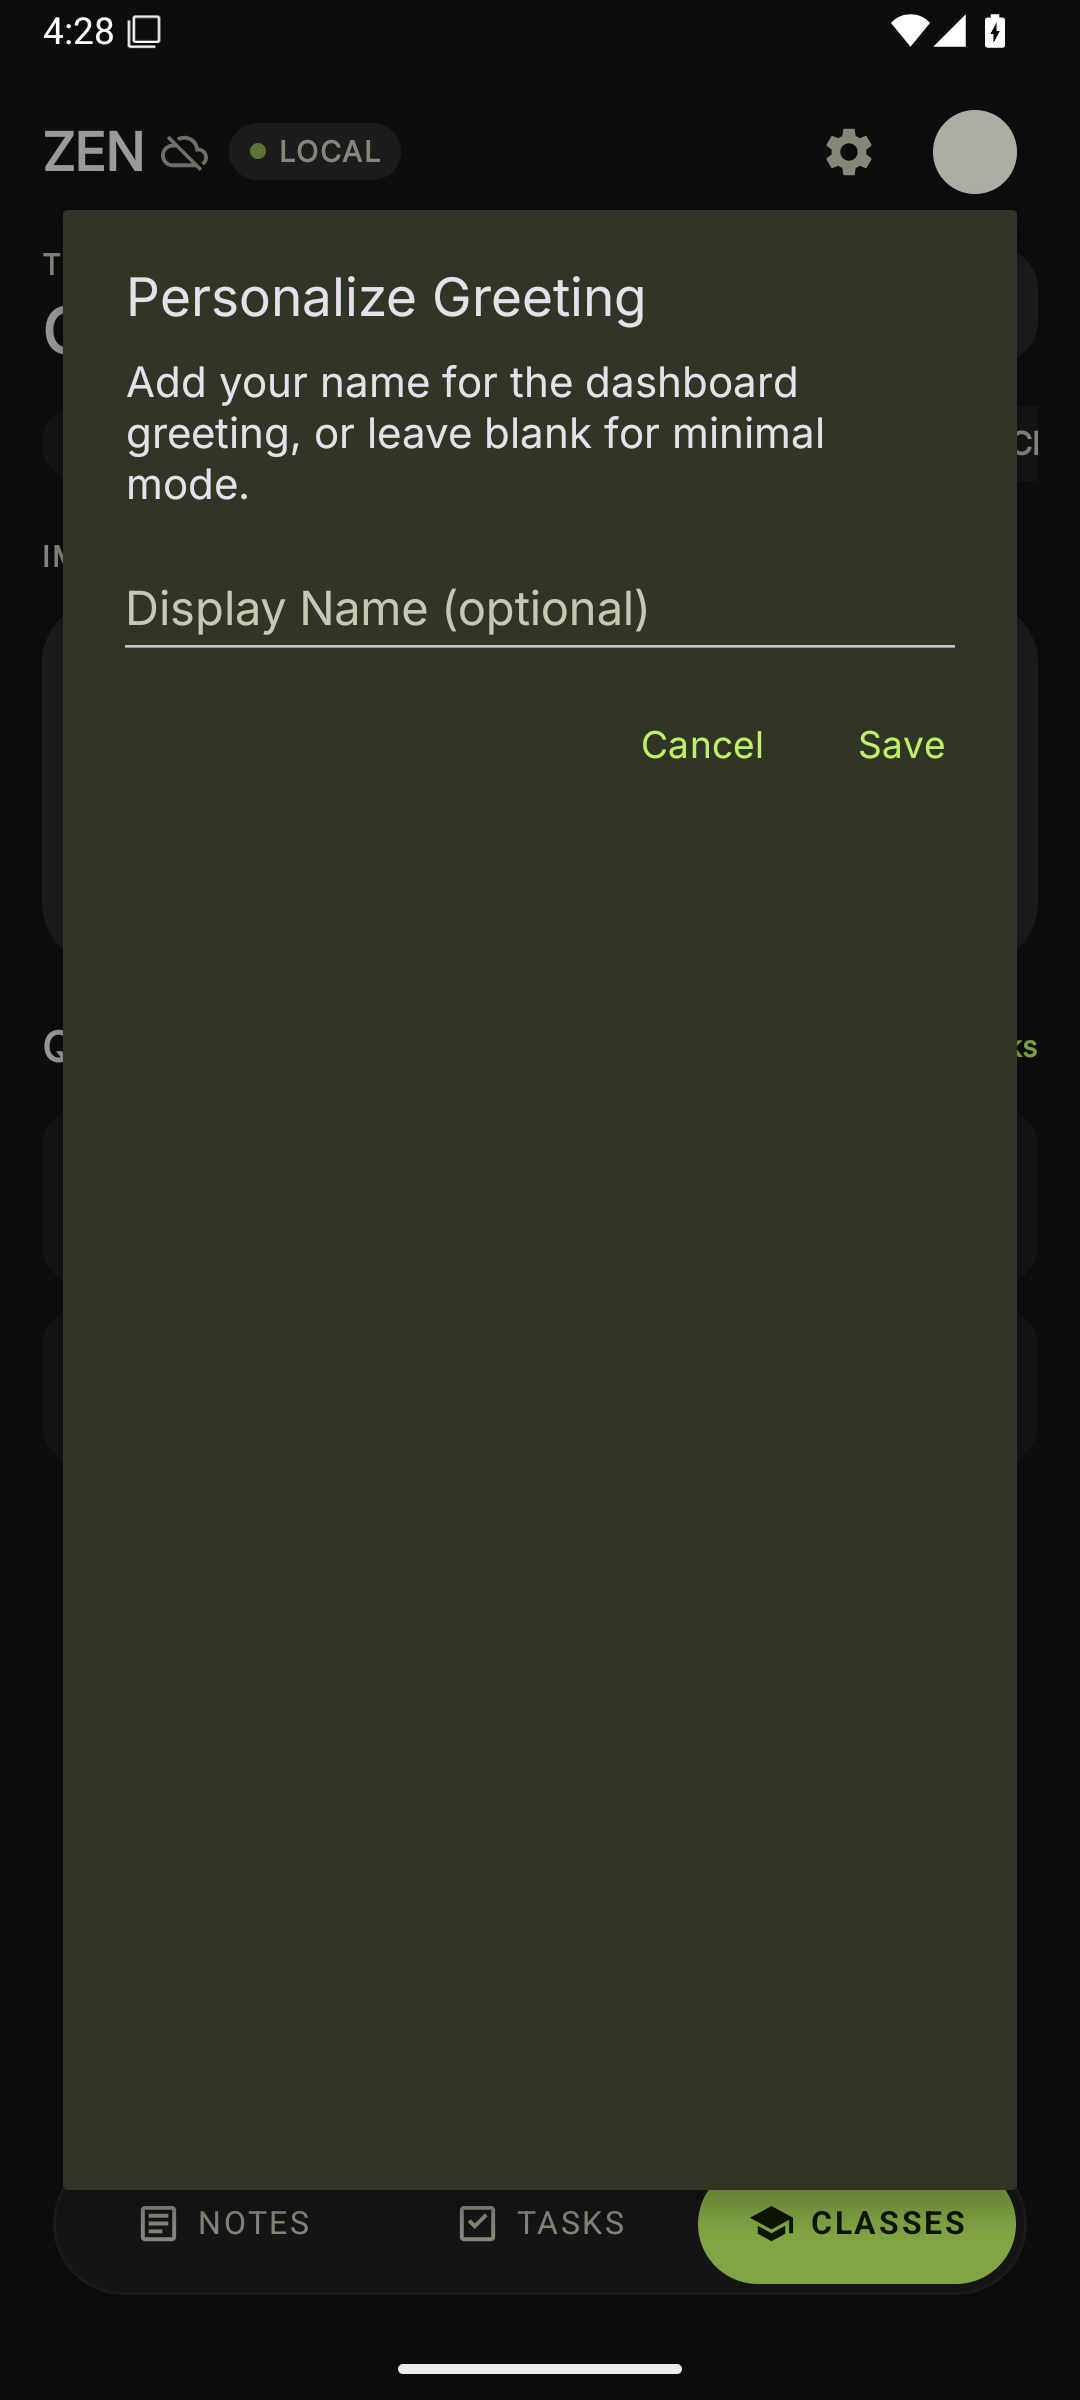 4:28
ZEN
LOCAL
Personalize Greeting
Add your name for the dashboard
greeting, or leave blank for minimal
mode.
Display Name (optional)
Cancel Save
ks
NOTES TASKS CLASSES